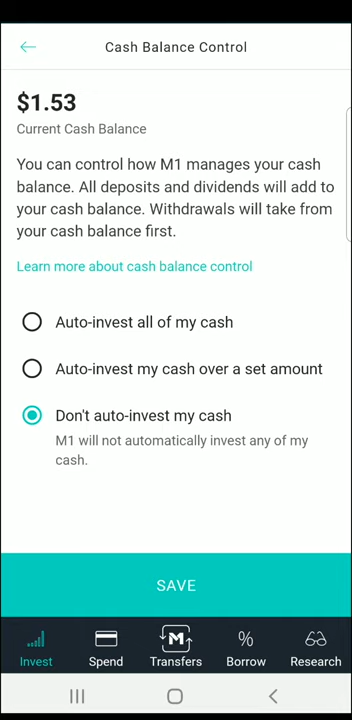 Cash Balance Control
$1.53
Current Cash Balance
You can control how M1 manages your cash
balance. All deposits and dividends will add to
your cash balance. Withdrawals will take from
your cash balance first.
Learn more about cash balance control
Auto-invest all of my cash
Auto-invest my cash over a set amount
Don't auto-invest my cash
M1 will not automatically invest any of my
cash.
SAVE
M
Invest Spend Transfers Borrow Research